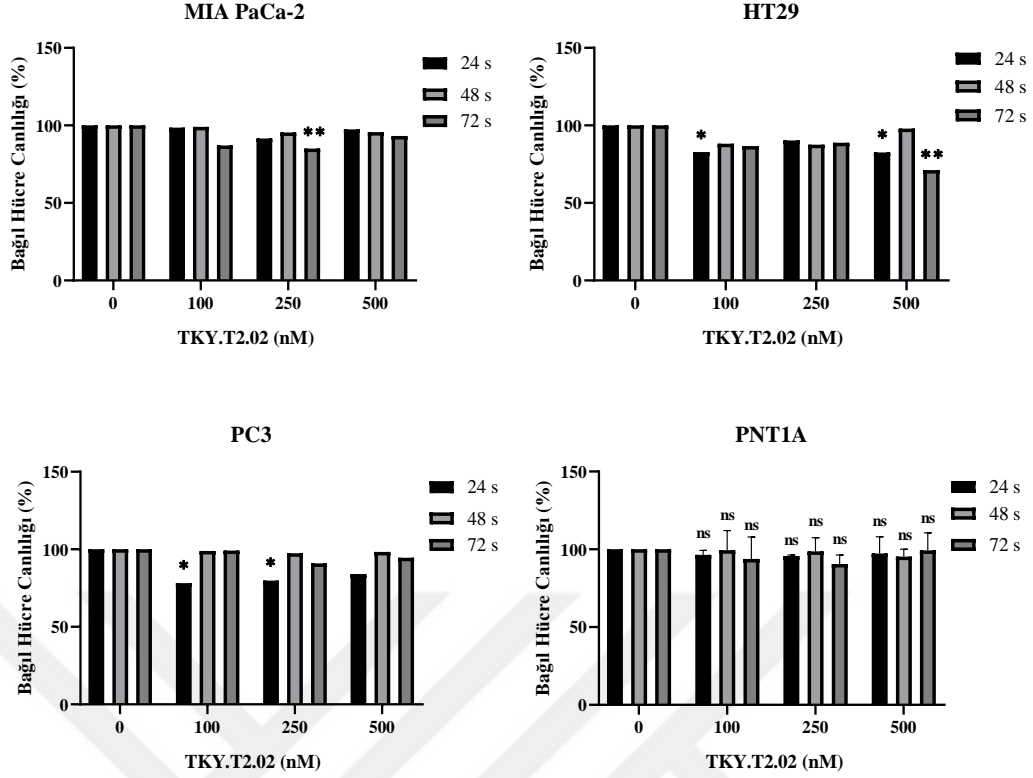 MIA PaCa-2
Bağıl Hücre Canlılığı (%)
150
100
50
0
**
24 s
48 s
72 s
0 100 250 500
TKY.T2.02 (nM)
HT29
Bağıl Hücre Canlılığı (%)
150
100
50
0
* * **
24 s
48 s
72 s
0 100 250 500
TKY.T2.02 (nM)
PC3
Bağıl Hücre Canlılığı (%)
150
100
50
0
* *
24 s
48 s
72 s
0 100 250 500
TKY.T2.02 (nM)
PNT1A
Bağıl Hücre Canlılığı (%)
150
100
50
0
ns ns ns ns ns ns ns ns ns
24 s
48 s
72 s
0 100 250 500
TKY.T2.02 (nM)